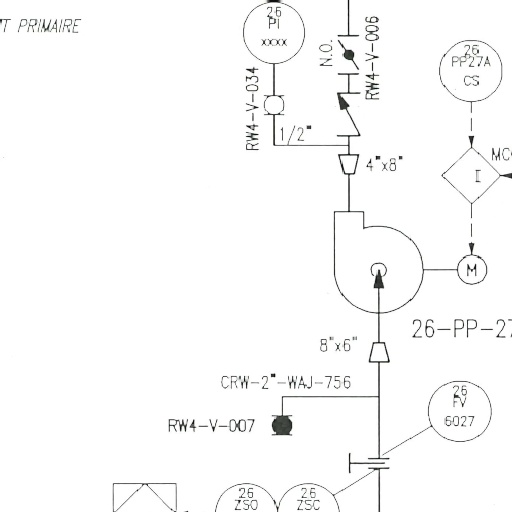 T PRIMAIRE
26
PI
XXXX
N.O.
RW4-V-006
26
PP27A
CS
RW4-V-034
1/2"
4"x8"
I
M
26-PP-27
8"x6"
CRW-2"-WAJ-756
26
FV
6027
RW4-V-007
26
ZSO
26
ZSC